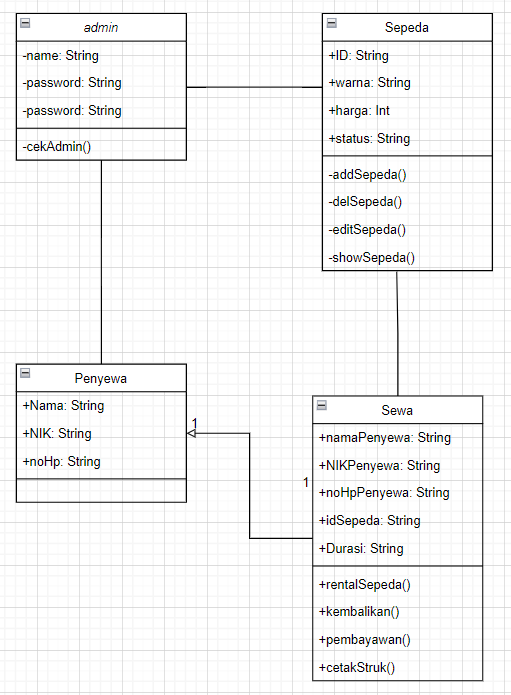 admin
-name: String
-password: String
-password: String
-cekAdmin()
Sepeda
+ID: String
+warna: String
+harga: Int
+status: String
-addSepeda()
-delSepeda()
-editSepeda()
-showSepeda()
Penyewa
+Nama: String
+NIK: String
+noHp: String
1
1
Sewa
+namaPenyewa: String
+NIKPenyewa: String
+noHpPenyewa: String
+idSepeda: String
+Durasi: String
+rentalSepeda()
+kembalikan()
+pembayawan()
+cetakStruk()